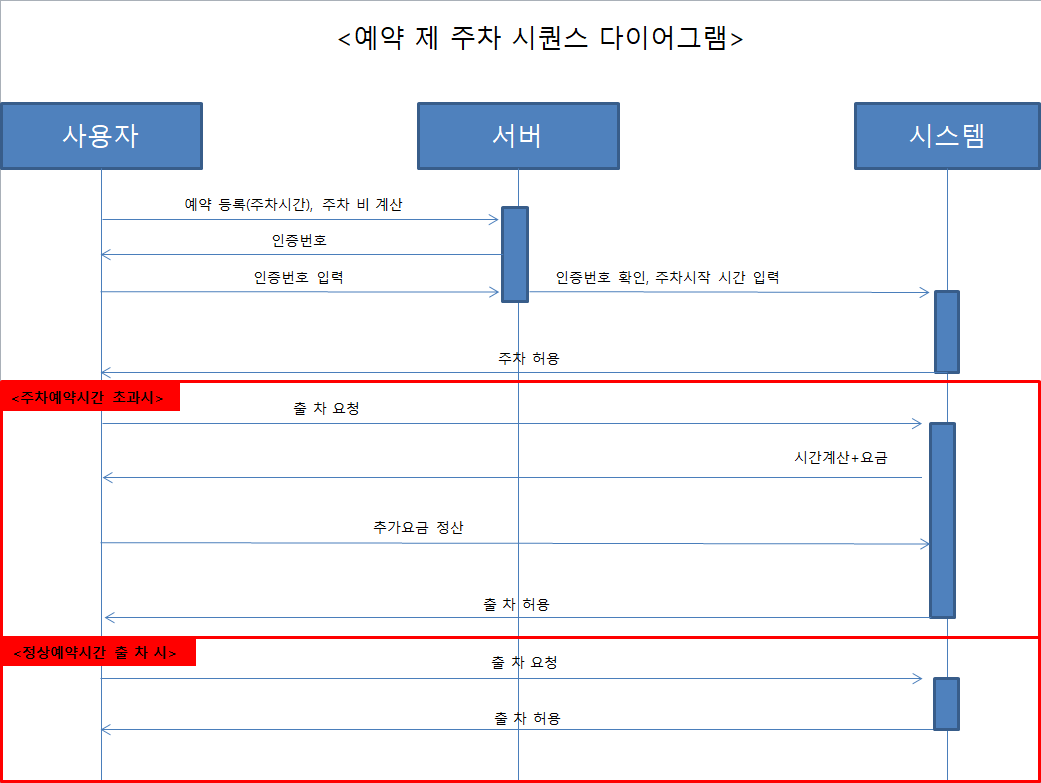 <예약 제 주차 시퀀스 다이어그램>
사용자
서버
시스템
예약 등록(주차시간), 주차 비 계산
인증번호
인증번호 입력
인증번호 확인, 주차시작 시간 입력
주차 허용
<주차예약시간 초과시>
출 차 요청
시간계산+요금
추가요금 정산
출 차 허용
<정상예약시간 출 차 시>
출 차 요청
출 차 허용